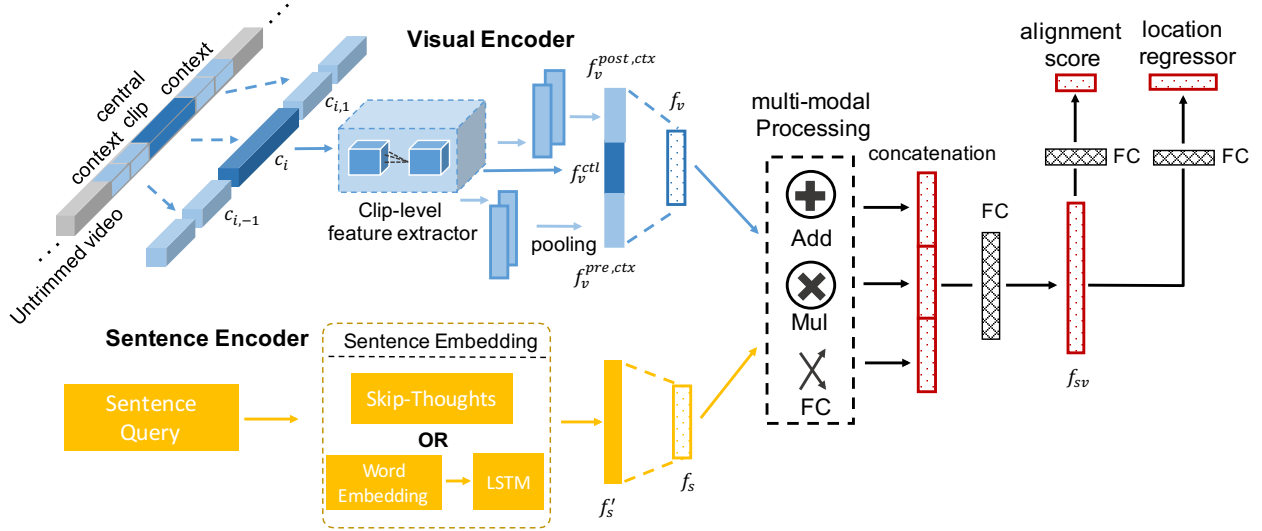 Visual Encoder
context
central
clip
context
Untrimmed video
c_{i,1}
c_i
c_{i,-1}
Clip-level
feature extractor
pooling
f_v^{post,ctx}
f_v^{ctl}
f_v^{pre,ctx}
f_v
multi-modal
Processing
Add
Mul
FC
concatenation
FC
f_{sv}
alignment
score
FC
location
regressor
FC
Sentence Encoder
Sentence
Query
Sentence Embedding
Skip-Thoughts
OR
Word
Embedding
LSTM
f_s'
f_s